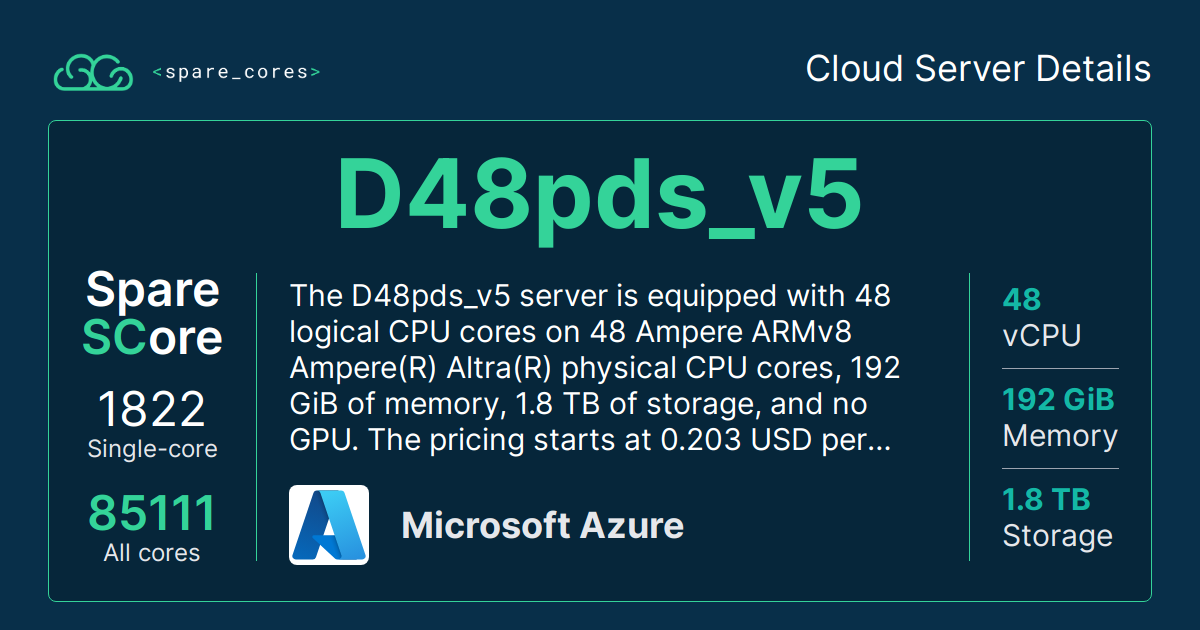 <spare_cores>
Cloud Server Details
D48pds_v5
Spare
SCore
1822
Single-core
85111
All cores
The D48pds_v5 server is equipped with 48
logical CPU cores on 48 Ampere ARMv8
Ampere(R) Altra(R) physical CPU cores, 192
GiB of memory, 1.8 TB of storage, and no
GPU. The pricing starts at 0.203 USD per...
Microsoft Azure
48
vCPU
192 GiB
Memory
1.8 TB
Storage